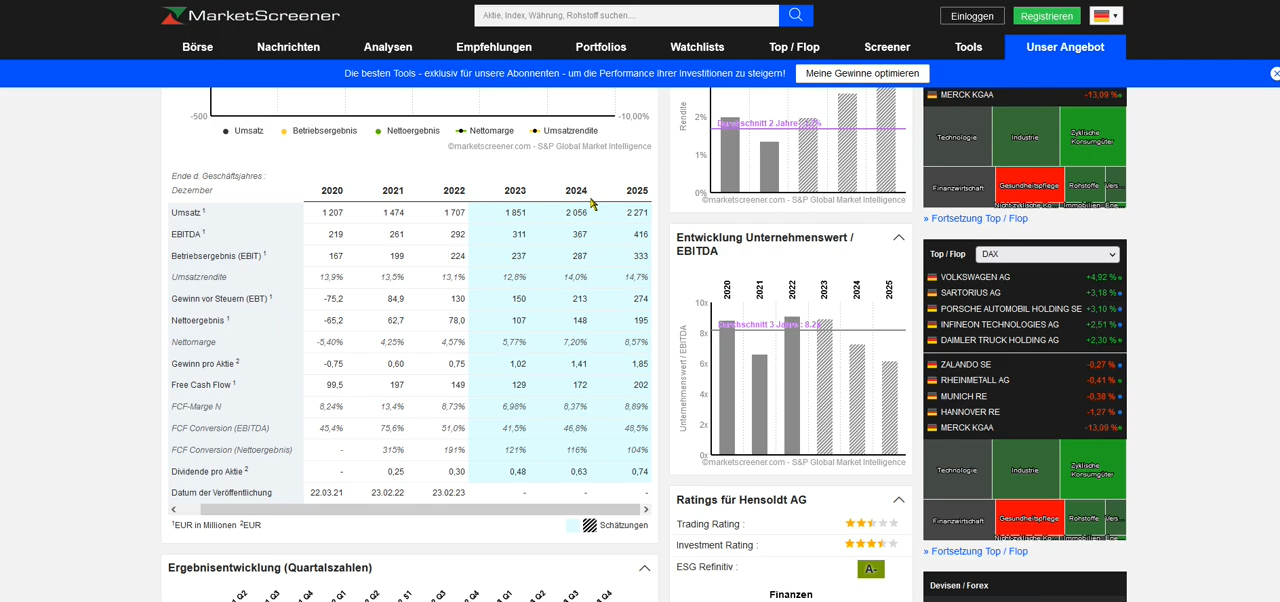 MarketScreener
Aktie, Index, Währung, Rohstoff suchen....
Einloggen
Registrieren
Börse Nachrichten Analysen Empfehlungen Portfolios Watchlists Top / Flop Screener Tools Unser Angebot
Die besten Tools - exklusiv für unsere Abonnenten - um die Performance Ihrer Investitionen zu steigern! Meine Gewinne optimieren
-500 -10,00%
Umsatz Betriebsergebnis Nettoergebnis Nettomarge Umsatzrendite
©marketscreener.com - S&P Global Market Intelligence
Ende d. Geschäftsjahres :
Dezember 2020 2021 2022 2023 2024 2025
Umsatz 1 1 207 1 474 1 707 1 851 2 056 2 271
EBITDA 1 219 261 292 311 367 416
Betriebsergebnis (EBIT) 1 167 199 224 237 287 333
Umsatzrendite 13,9% 13,5% 13,1% 12,8% 14,0% 14,7%
Gewinn vor Steuern (EBT) 1 -75,2 84,9 130 150 213 274
Nettoergebnis 1 -65,2 62,7 78,0 107 148 195
Nettomarge -5,40% 4,25% 4,57% 5,77% 7,20% 8,57%
Gewinn pro Aktie 2 -0,75 0,60 0,75 1,02 1,41 1,85
Free Cash Flow 1 99,5 197 149 129 172 202
FCF-Marge N 8,24% 13,4% 8,73% 6,98% 8,37% 8,89%
FCF Conversion (EBITDA) 45,4% 75,6% 51,0% 41,5% 46,8% 48,5%
FCF Conversion (Nettoergebnis) - 315% 191% 121% 116% 104%
Dividende pro Aktie 2 - 0,25 0,30 0,48 0,63 0,74
Datum der Veröffentlichung 22.03.21 23.02.22 23.02.23 - - -
1EUR in Millionen 2EUR Schätzungen
Ergebnisentwicklung (Quartalszahlen)
Rendite
2%
1%
0%
Durchschnitt 2 Jahre
©marketscreener.com - S&P Global Market Intelligence
Entwicklung Unternehmenswert /
EBITDA
2020 2021 2022 2023 2024 2025
Unternehmenswert / EBITDA
10x
8x
6x
4x
2x
0x
Durchschnitt 3 Jahre: 8.2x
©marketscreener.com - S&P Global Market Intelligence
Ratings für Hensoldt AG
Trading Rating :
Investment Rating :
ESG Refinitiv : A-
Finanzen
MERCK KGAA -13,09 %
Technologie Industrie Zyklische
Konsumgüter
Finanzwirtschaft Gesundheitspflege Rohstoffe Vers...
» Fortsetzung Top / Flop
Top / Flop DAX
VOLKSWAGEN AG +4,92 %
SARTORIUS AG +3,18 %
PORSCHE AUTOMOBIL HOLDING SE +3,10 %
INFINEON TECHNOLOGIES AG +2,51 %
DAIMLER TRUCK HOLDING AG +2,30 %
ZALANDO SE -0,27 %
RHEINMETALL AG -0,41 %
MUNICH RE -0,38 %
HANNOVER RE -1,27 %
MERCK KGAA -13,09 %
Technologie Industrie Zyklische
Konsumgüter
Finanzwirtschaft Gesundheitspflege Rohstoffe Vers...
» Fortsetzung Top / Flop
Devisen / Forex